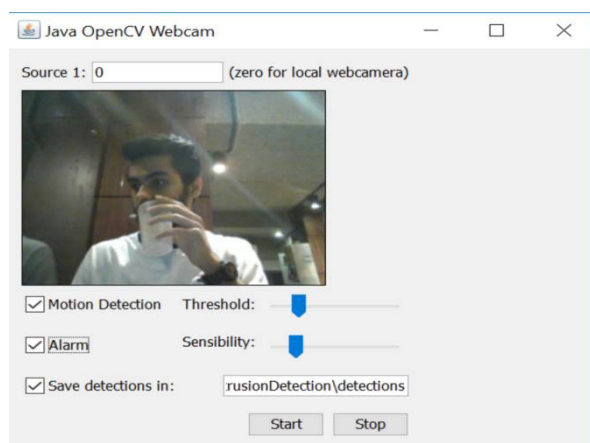 Java OpenCV Webcam
Source 1: 0 (zero for local webcamera)
Motion Detection Threshold:
Alarm Sensibility:
Save detections in: rusionDetection\detections
Start Stop